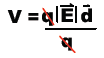 V = q|E⃗|d⃗
q